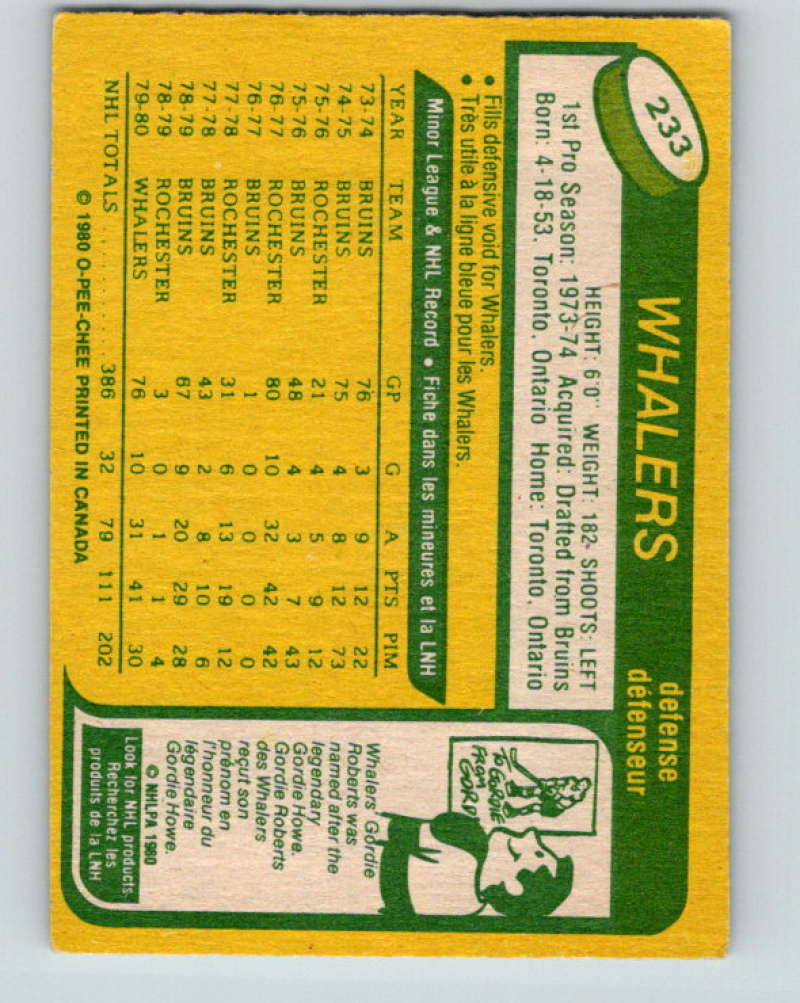 233
WHALERS
defense
défenseur
HEIGHT: 6'0" WEIGHT: 182 SHOOTS: LEFT
1st Pro Season: 1973-74 Acquired: Drafted from Bruins
Born: 4-18-53, Toronto, Ontario Home: Toronto, Ontario
• Fills defensive void for Whalers.
• Très utile à la ligne bleue pour les Whalers.
Minor League & NHL Record • Fiche dans les mineures et la LNH
YEAR TEAM GP G A PTS PIM
73-74 BRUINS 76 3 9 12 22
74-75 BRUINS 75 4 8 12 73
75-76 ROCHESTER 21 4 5 9 12
75-76 BRUINS 48 4 3 7 43
76-77 ROCHESTER 80 10 32 42 42
76-77 BRUINS 1 0 0 0 0
77-78 ROCHESTER 31 6 13 19 12
77-78 BRUINS 43 2 8 10 6
78-79 BRUINS 67 9 20 29 28
78-79 ROCHESTER 3 0 1 1 4
79-80 WHALERS 76 10 31 41 30
NHL TOTALS . . . . . . . . . 386 32 79 111 202
© 1980 O-PEE-CHEE PRINTED IN CANADA
TO GORDIE
FROM
GORD
Whalers' Gordie
Roberts was
named after the
legendary
Gordie Howe.
Gordie Roberts
des Whalers
reçut son
prénom en
l'honneur du
légendaire
Gordie Howe.
© NHLPA 1980
Look for NHL products.
Recherchez les
produits de la LNH